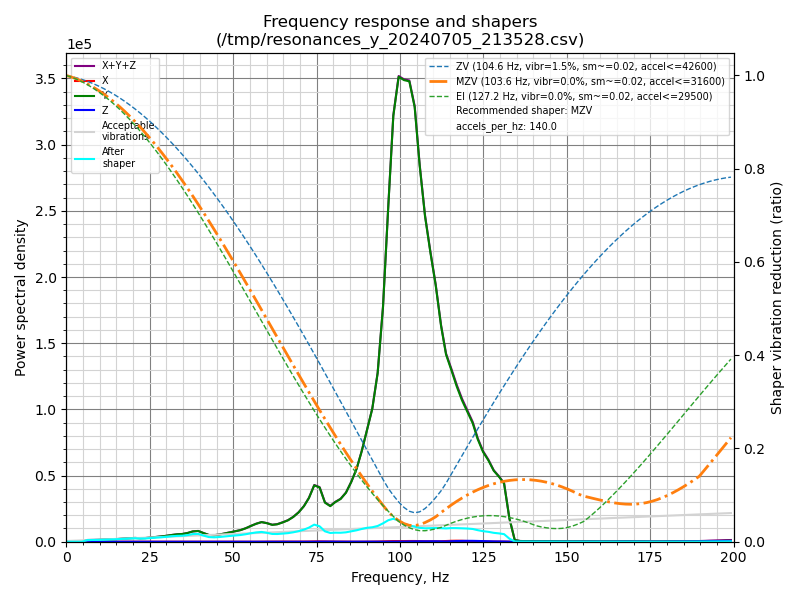 Frequency response and shapers
(/tmp/resonances_y_20240705_213528.csv)
1e5
X+Y+Z
X
Z
Acceptable
vibrations
After
shaper
ZV (104.6 Hz, vibr=1.5%, sm~=0.02, accel<=42600)
MZV (103.6 Hz, vibr=0.0%, sm~=0.02, accel<=31600)
EI (127.2 Hz, vibr=0.0%, sm~=0.02, accel<=29500)
Recommended shaper: MZV
accels_per_hz: 140.0
3.5
3.0
2.5
2.0
1.5
1.0
0.5
0.0
Power spectral density
1.0
0.8
0.6
0.4
0.2
0.0
Shaper vibration reduction (ratio)
0 25 50 75 100 125 150 175 200
Frequency, Hz